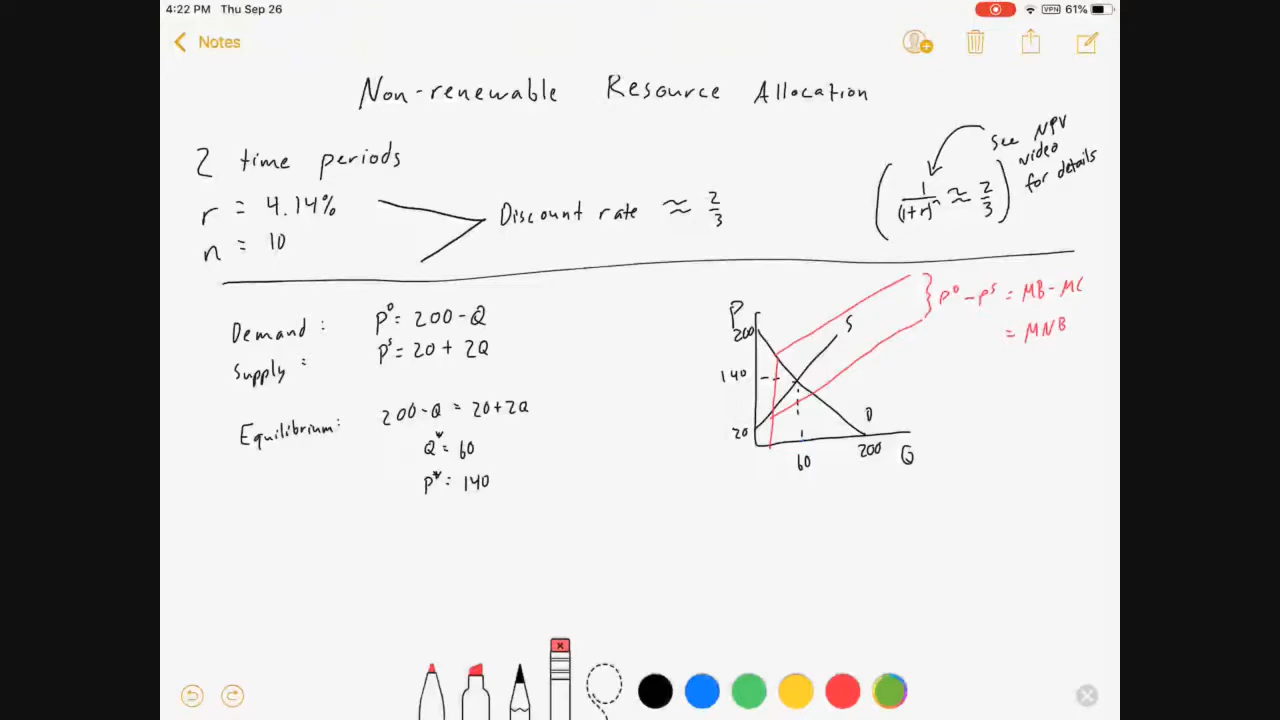 4:22 PM Thu Sep 26
VPN 61%
Notes
Non-renewable Resource Allocation
2 time periods
r = 4.14%
n = 10
Discount rate ≈ 2/3
(1/(1+r)^n ≈ 2/3)
See NPV
video
for details
Demand: P^D = 200 - Q
Supply: P^S = 20 + 2Q
Equilibrium: 200 - Q = 20 + 2Q
Q* = 60
P* = 140
P
200
140
20
S
D
60
200
Q
P^D - P^S = MB - MC
= MNB